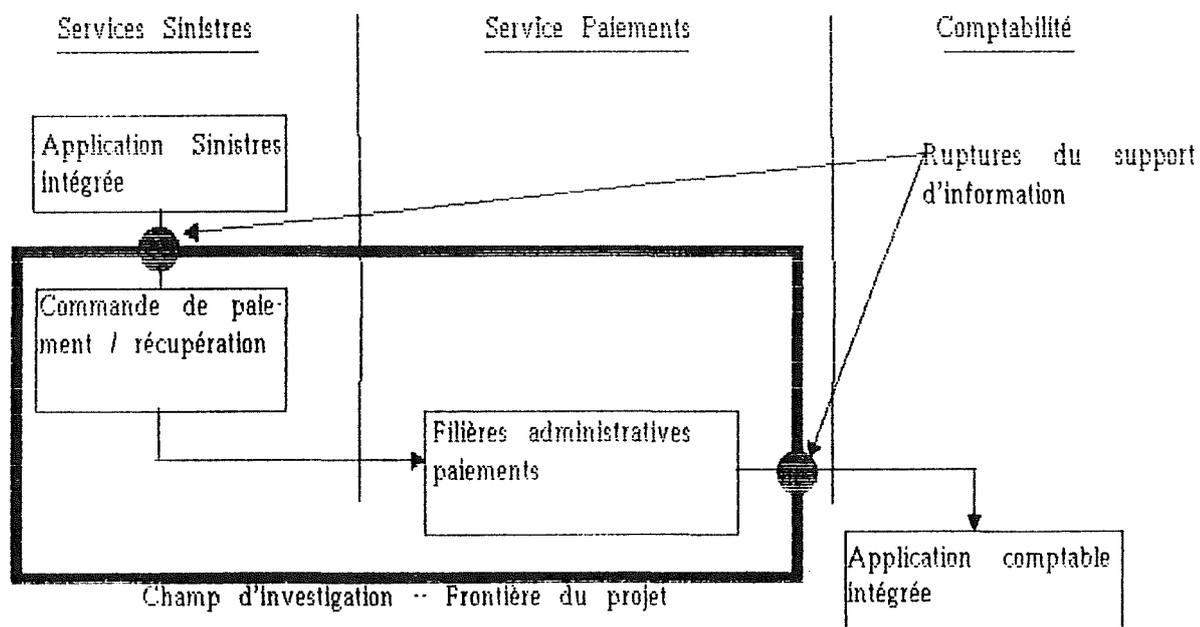 Services Sinistres
Service Paiements
Comptabilité
Application Sinistres
intégrée
Ruptures du support
d'information
Commande de paie-
ment / récupération
Filières administratives
paiements
Application comptable
intégrée
Champ d'investigation -- Frontière du projet